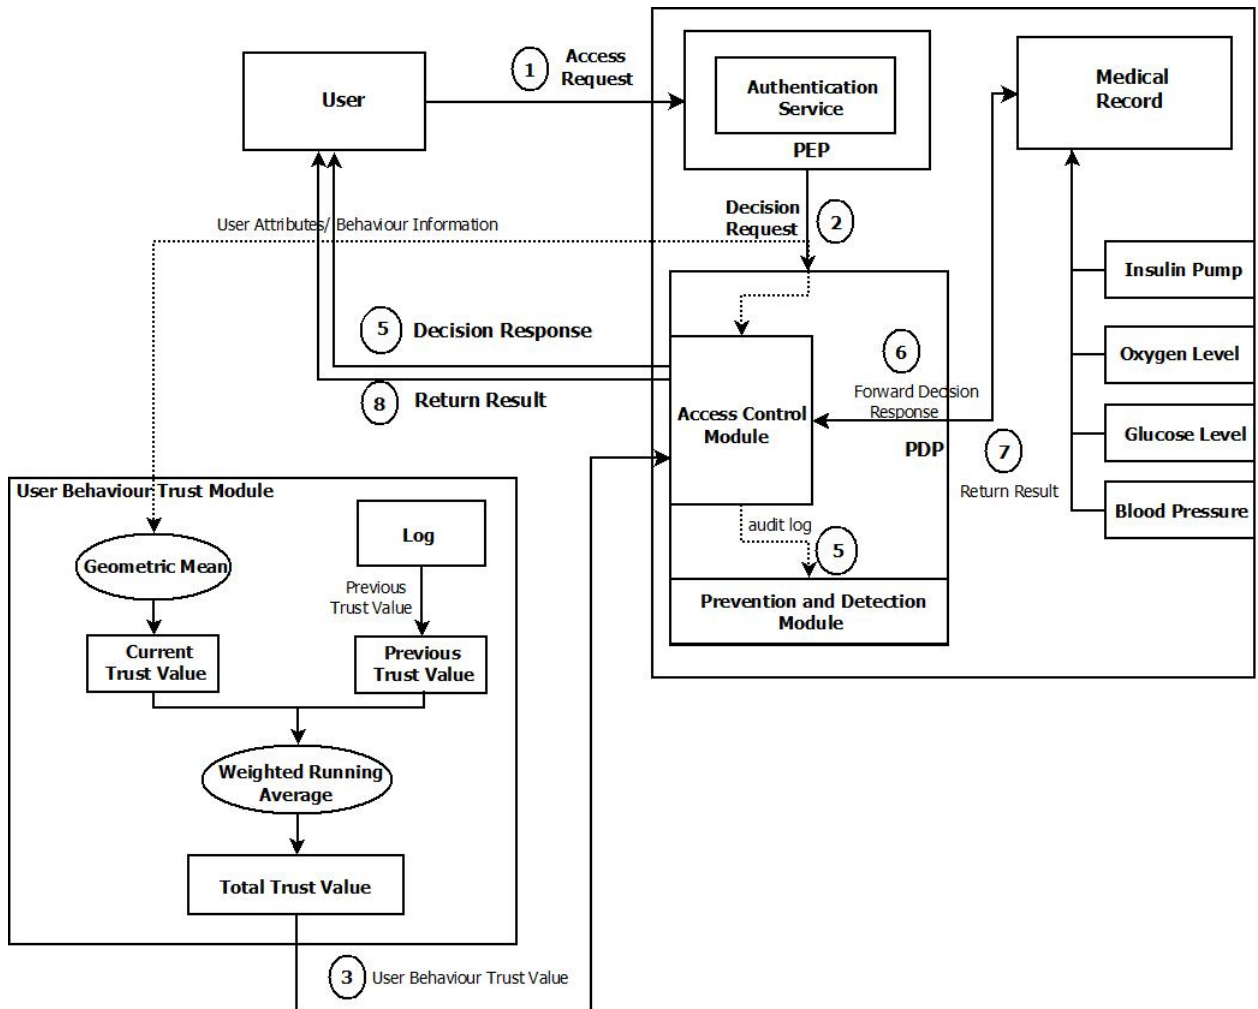 1
Access
Request
User
Authentication
Service
PEP
Medical
Record
User Attributes/ Behaviour Information
Decision
Request
2
Insulin Pump
5
Decision Response
6
Oxygen Level
8
Return Result
Forward Decision
Response
Access Control
Module
PDP
Glucose Level
7
Return Result
Blood Pressure
User Behaviour Trust Module
Log
audit log
5
Geometric Mean
Previous
Trust Value
Prevention and Detection
Module
Current
Trust Value
Previous
Trust Value
Weighted Running
Average
Total Trust Value
3
User Behaviour Trust Value